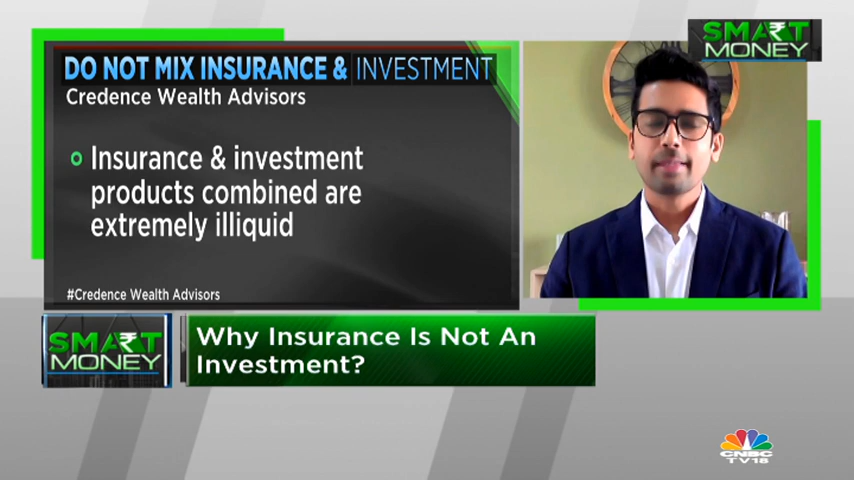 SMART
MONEY
DO NOT MIX INSURANCE & INVESTMENT
Credence Wealth Advisors
Insurance & investment
products combined are
extremely illiquid
#Credence Wealth Advisors
SMART
MONEY
Why Insurance Is Not An
Investment?
CNBC
TV18